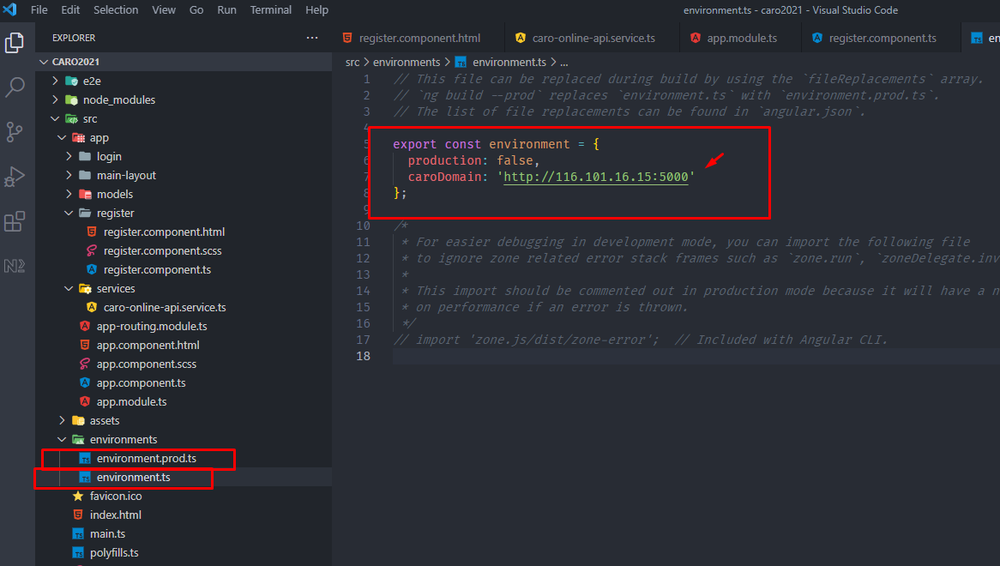 File Edit Selection View Go Run Terminal Help
environment.ts - caro2021 - Visual Studio Code
EXPLORER
...
CARO2021
e2e
node_modules
src
app
login
main-layout
models
register
register.component.html
register.component.scss
register.component.ts
services
caro-online-api.service.ts
app-routing.module.ts
app.component.html
app.component.scss
app.component.ts
app.module.ts
assets
environments
environment.prod.ts
environment.ts
favicon.ico
index.html
main.ts
polyfills.ts
register.component.html caro-online-api.service.ts app.module.ts register.component.ts en
src > environments > environment.ts > ...
1 // This file can be replaced during build by using the `fileReplacements` array.
2 // `ng build --prod` replaces `environment.ts` with `environment.prod.ts`.
3 // The list of file replacements can be found in `angular.json`.
4
5 export const environment = {
6 production: false,
7 caroDomain: 'http://116.101.16.15:5000'
8 };
9
10 /*
11 * For easier debugging in development mode, you can import the following file
12 * to ignore zone related error stack frames such as `zone.run`, `zoneDelegate.inv
13 *
14 * This import should be commented out in production mode because it will have a n
15 * on performance if an error is thrown.
16 */
17 // import 'zone.js/dist/zone-error';  // Included with Angular CLI.
18